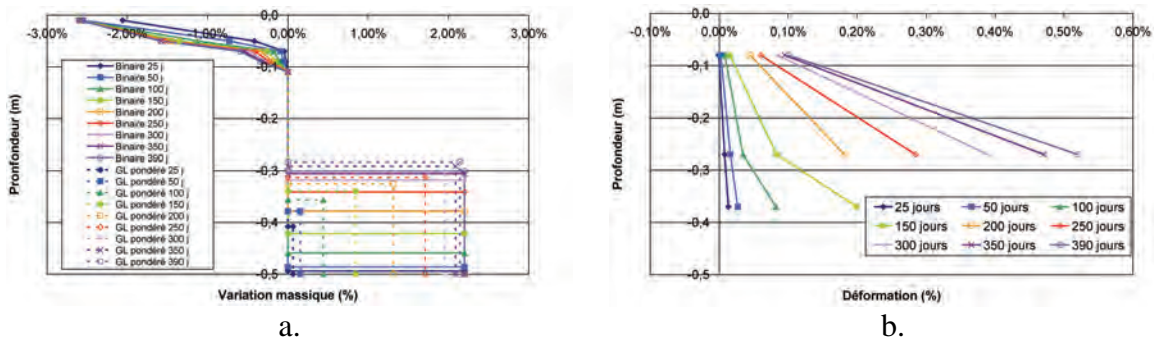 -3,00% -2,00% -1,00% 0,00% 1,00% 2,00% 3,00%
0,0
-0,1
-0,2
-0,3
-0,4
-0,5
Pronfondeur (m)
Binaire 25 j
Binaire 50 j
Binaire 100 j
Binaire 150 j
Binaire 200 j
Binaire 250 j
Binaire 300 j
Binaire 350 j
Binaire 390 j
GL pondéré 25 j
GL pondéré 50 j
GL pondéré 100 j
GL pondéré 150 j
GL pondéré 200 j
GL pondéré 250 j
GL pondéré 300 j
GL pondéré 350 j
GL pondéré 390 j
Variation massique (%)
a.
-0,10% 0,00% 0,10% 0,20% 0,30% 0,40% 0,50% 0,60%
0,0
-0,1
-0,2
-0,3
-0,4
-0,5
Profondeur (m)
25 jours 50 jours 100 jours
150 jours 200 jours 250 jours
300 jours 350 jours 390 jours
Déformation (%)
b.